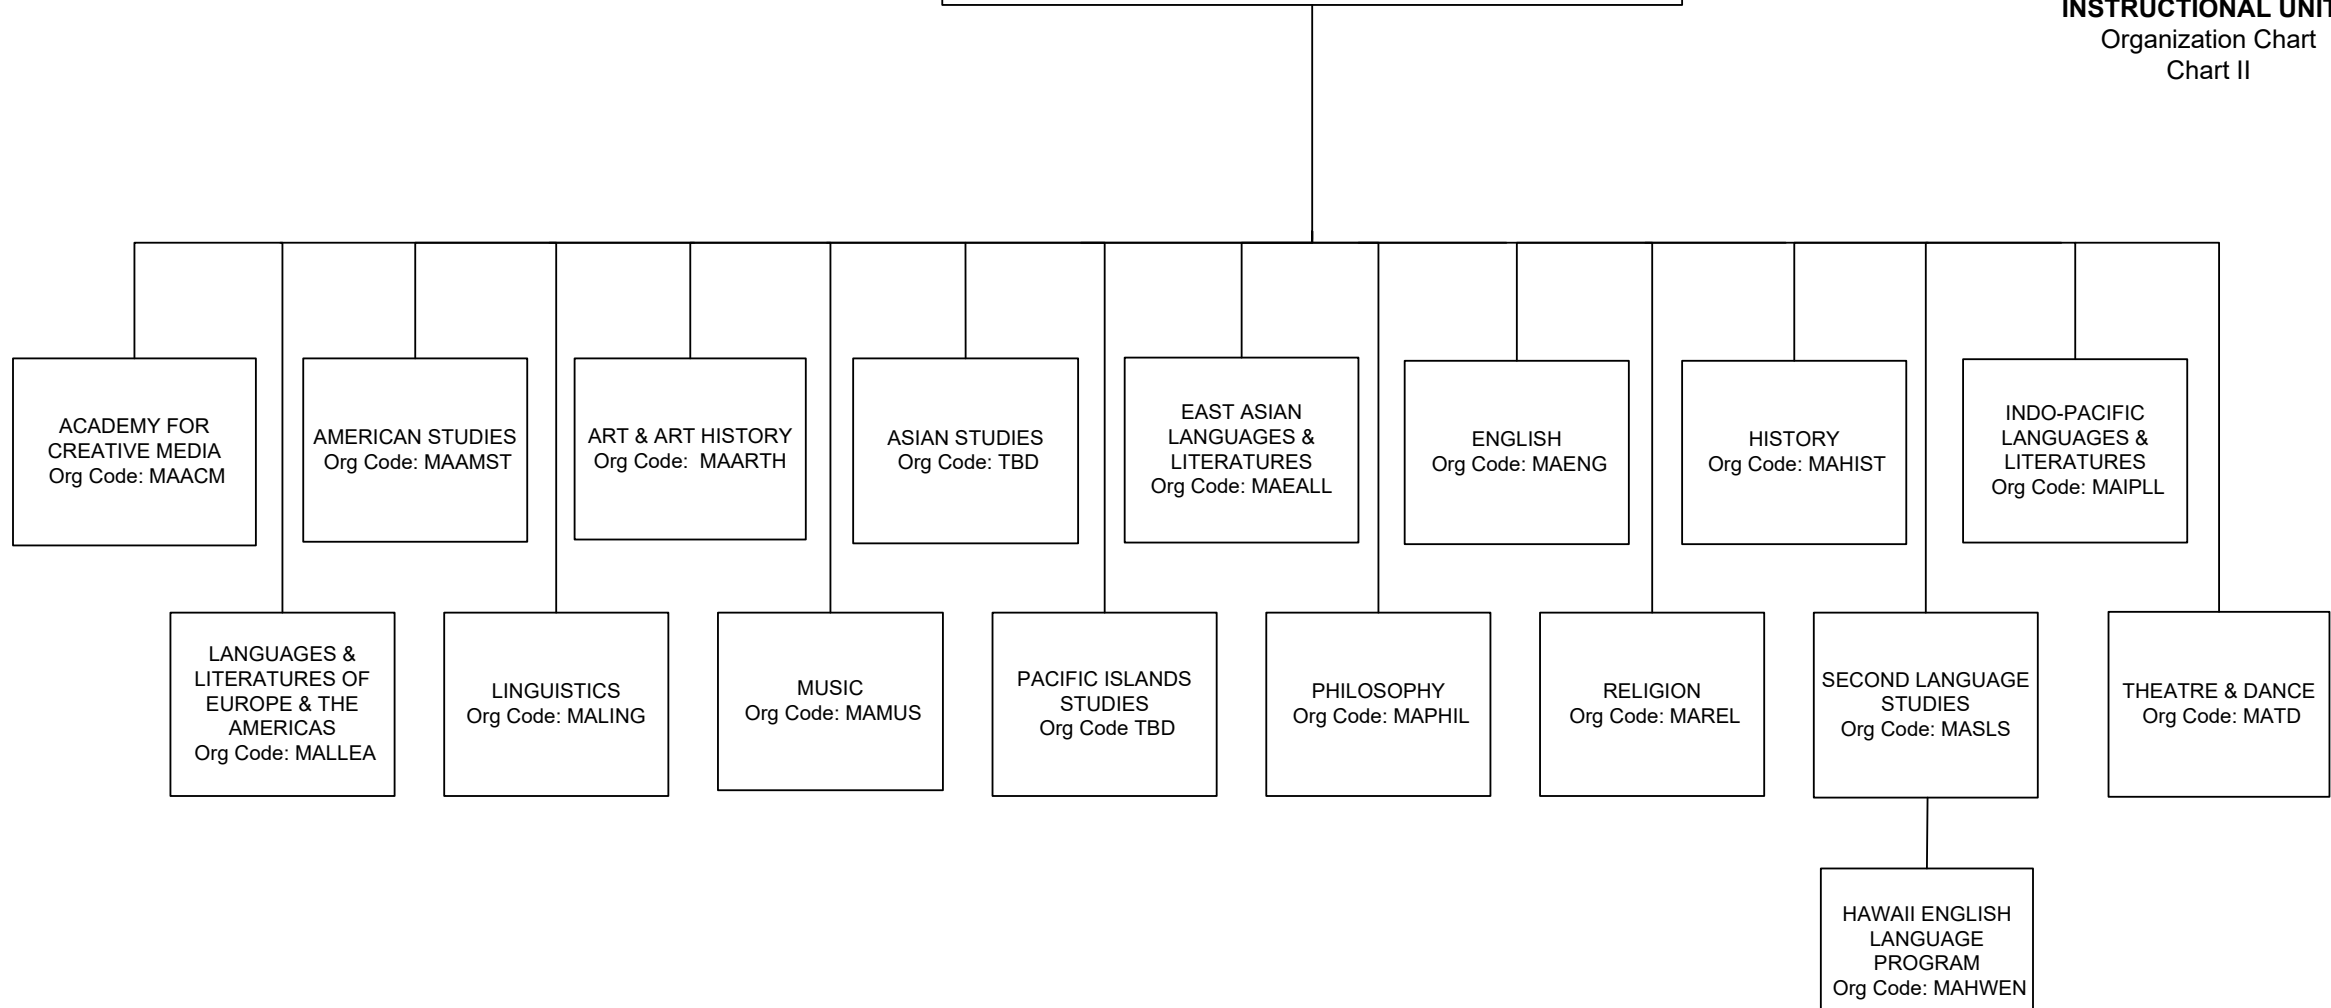 INSTRUCTIONAL UNIT
Organization Chart
Chart II
ACADEMY FOR
CREATIVE MEDIA
Org Code: MAACM
AMERICAN STUDIES
Org Code: MAAMST
ART & ART HISTORY
Org Code: MAARTH
ASIAN STUDIES
Org Code: TBD
EAST ASIAN
LANGUAGES &
LITERATURES
Org Code: MAEALL
ENGLISH
Org Code: MAENG
HISTORY
Org Code: MAHIST
INDO-PACIFIC
LANGUAGES &
LITERATURES
Org Code: MAIPLL
LANGUAGES &
LITERATURES OF
EUROPE & THE
AMERICAS
Org Code: MALLEA
LINGUISTICS
Org Code: MALING
MUSIC
Org Code: MAMUS
PACIFIC ISLANDS
STUDIES
Org Code TBD
PHILOSOPHY
Org Code: MAPHIL
RELIGION
Org Code: MAREL
SECOND LANGUAGE
STUDIES
Org Code: MASLS
THEATRE & DANCE
Org Code: MATD
HAWAII ENGLISH
LANGUAGE
PROGRAM
Org Code: MAHWEN